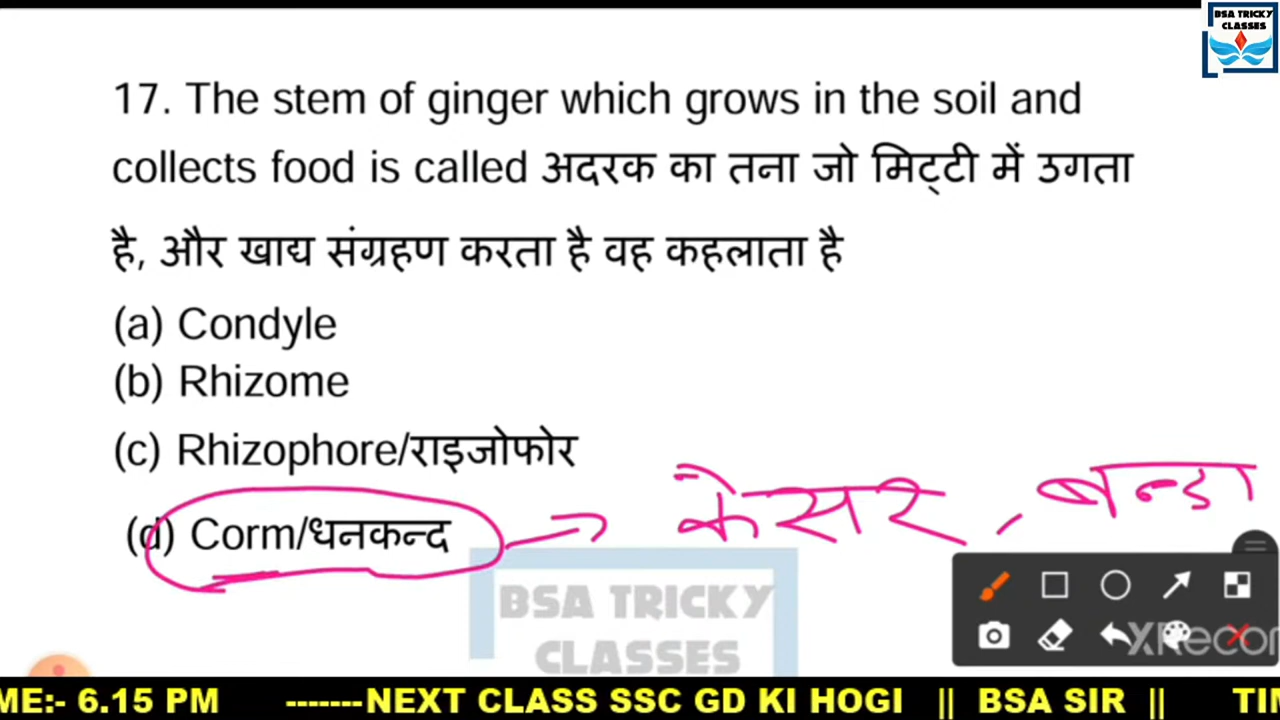 BSA TRICKY
CLASSES
17. The stem of ginger which grows in the soil and
collects food is called अदरक का तना जो मिट्टी में उगता
है, और खाद्य संग्रहण करता है वह कहलाता है
(a) Condyle
(b) Rhizome
(c) Rhizophore/राइजोफोर
(d) Corm/धनकन्द
केसर, बन्डा
BSA TRICKY
CLASSES
XRecor
ME:- 6.15 PM -------NEXT CLASS SSC GD KI HOGI || BSA SIR || TI